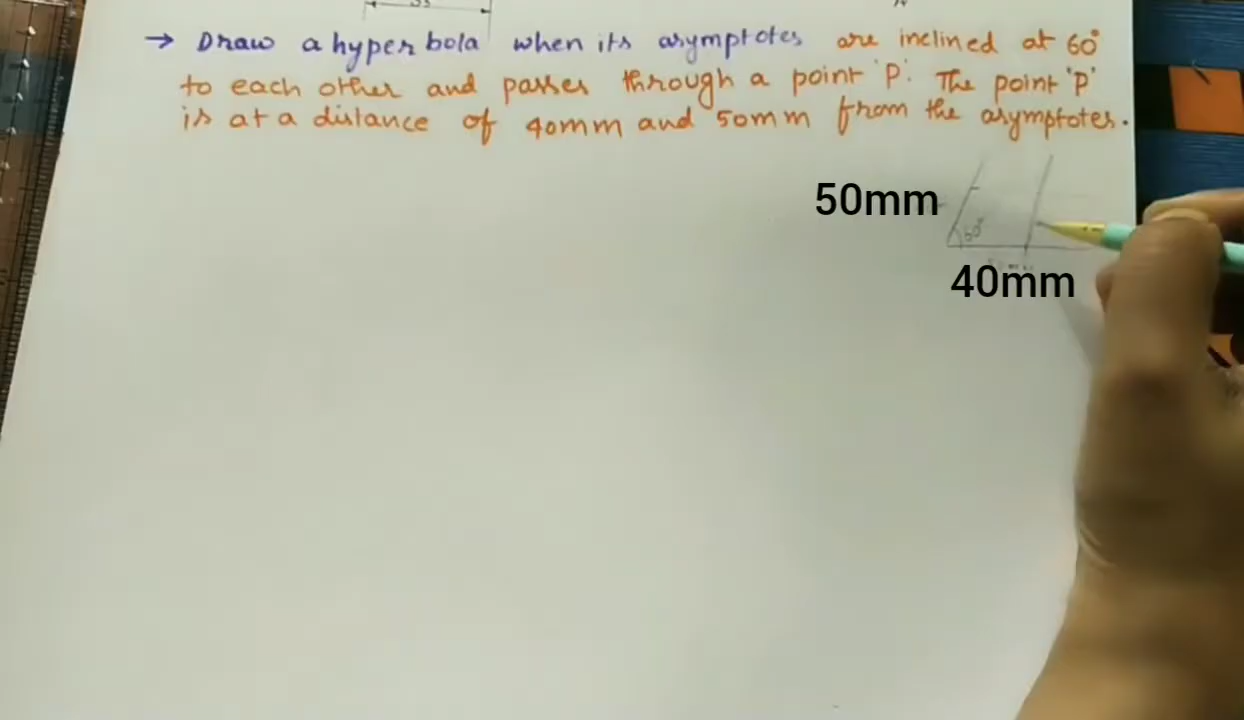 → Draw a hyperbola when its asymptotes are inclined at 60°
to each other and passes through a point 'P'. The point 'P'
is at a distance of 40mm and 50mm from the asymptotes.
50mm
60°
40mm